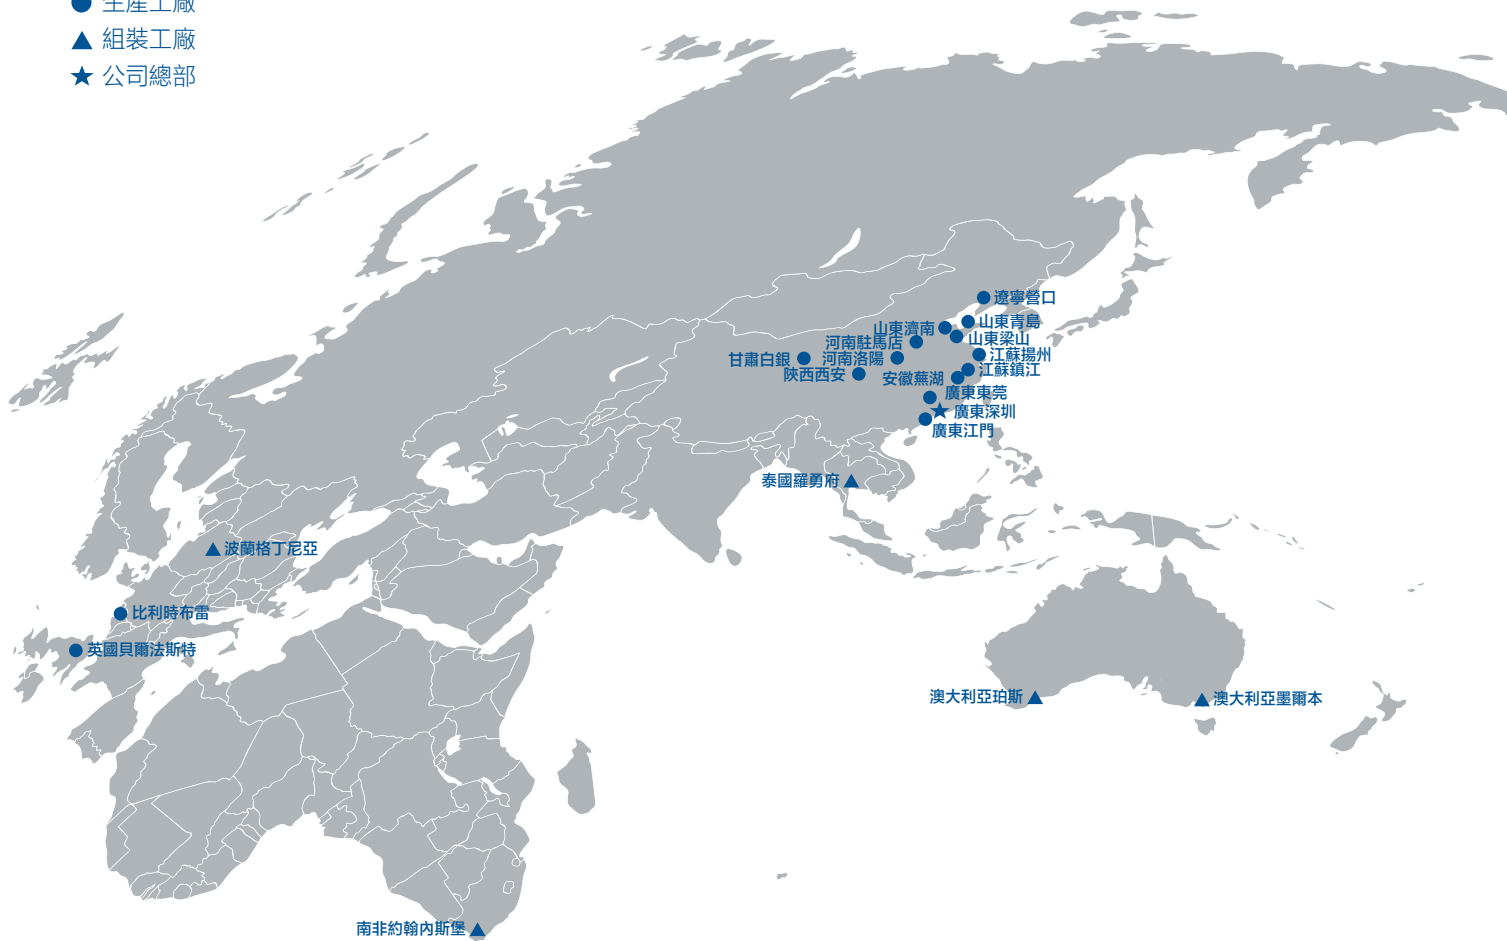 生產工廠
組裝工廠
公司總部
遼寧營口
山東青島
山東濟南
山東梁山
河南駐馬店
江蘇揚州
甘肅白銀
河南洛陽
江蘇鎮江
陝西西安
安徽蕪湖
廣東東莞
廣東深圳
廣東江門
泰國羅勇府
波蘭格丁尼亞
比利時布雷
英國貝爾法斯特
澳大利亞珀斯
澳大利亞墨爾本
南非約翰內斯堡